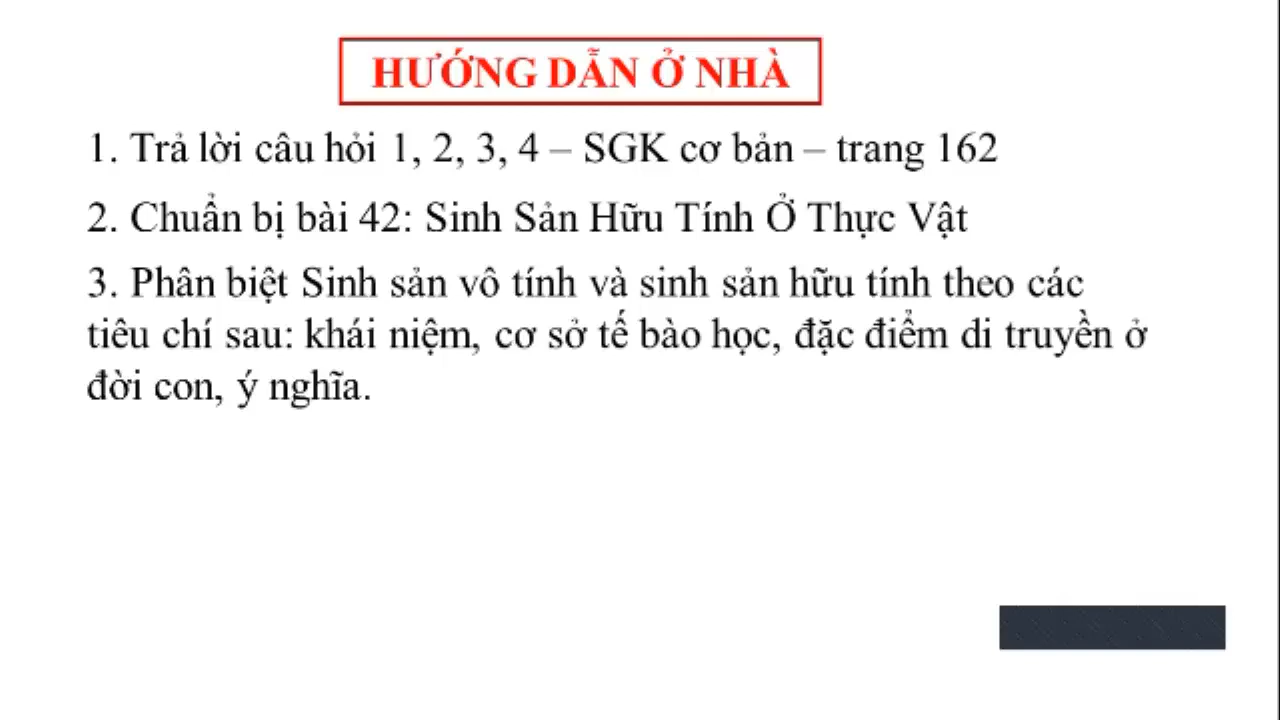 HƯỚNG DẪN Ở NHÀ
1. Trả lời câu hỏi 1, 2, 3, 4 – SGK cơ bản – trang 162
2. Chuẩn bị bài 42: Sinh Sản Hữu Tính Ở Thực Vật
3. Phân biệt Sinh sản vô tính và sinh sản hữu tính theo các
tiêu chí sau: khái niệm, cơ sở tế bào học, đặc điểm di truyền ở
đời con, ý nghĩa.